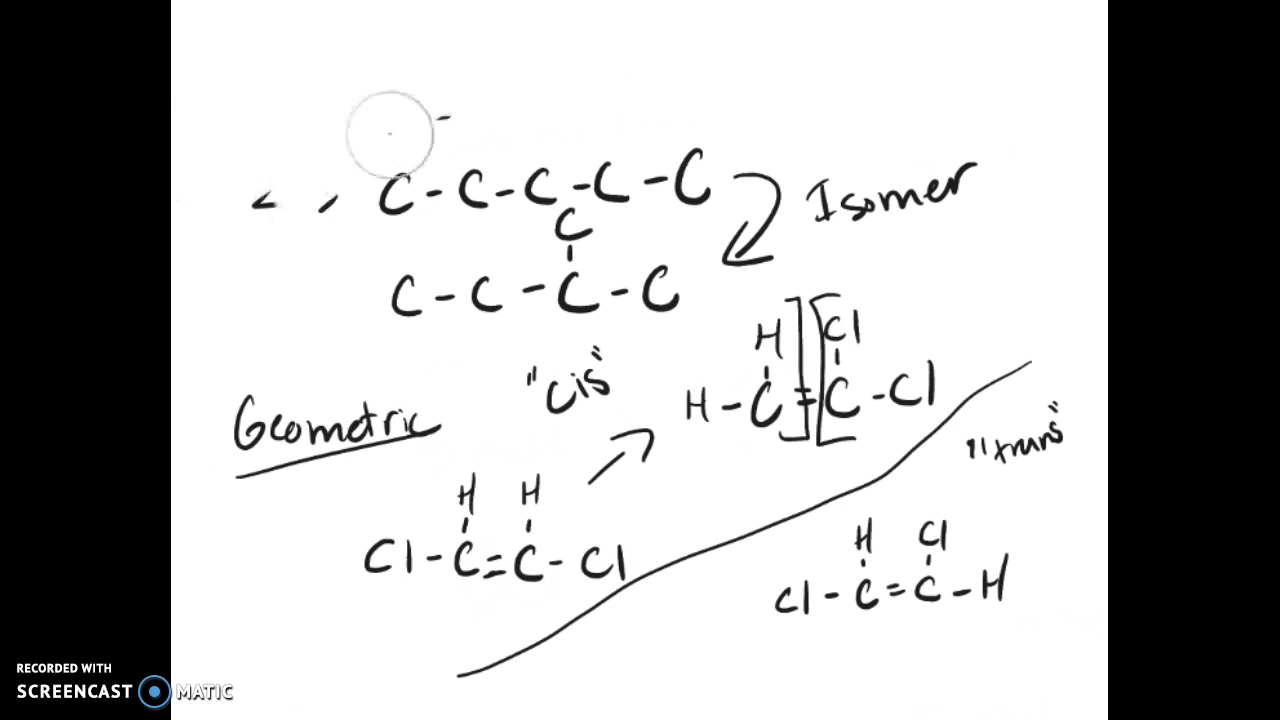 C - C - C - C - C
Isomer
C
C - C - C - C
H Cl
H - C = C - Cl
"Cis"
Geometric
"trans"
H H
Cl - C = C - Cl
H Cl
Cl - C = C - H
RECORDED WITH
SCREENCAST MATIC